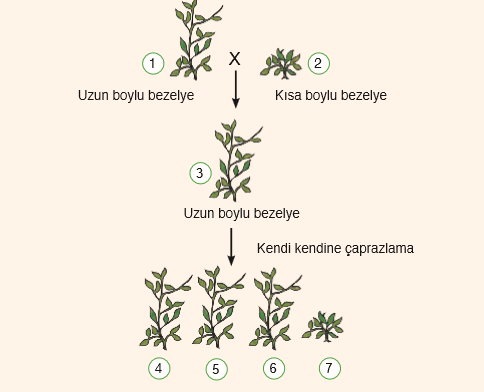 1 X 2
Uzun boylu bezelye Kısa boylu bezelye
3
Uzun boylu bezelye
Kendi kendine çaprazlama
4 5 6 7